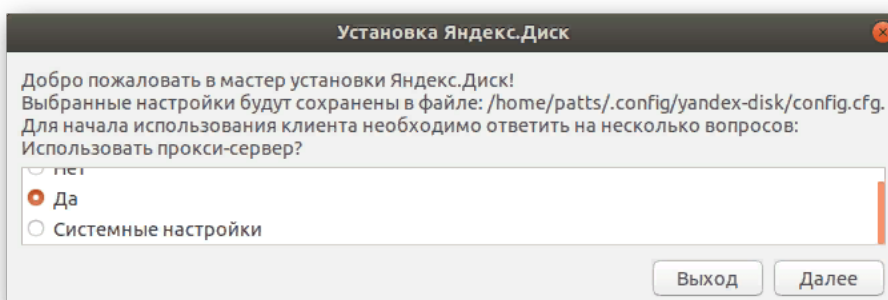 Установка Яндекс.Диск
Добро пожаловать в мастер установки Яндекс.Диск!
Выбранные настройки будут сохранены в файле: /home/patts/.config/yandex-disk/config.cfg.
Для начала использования клиента необходимо ответить на несколько вопросов:
Использовать прокси-сервер?
Нет
Да
Системные настройки
Выход Далее